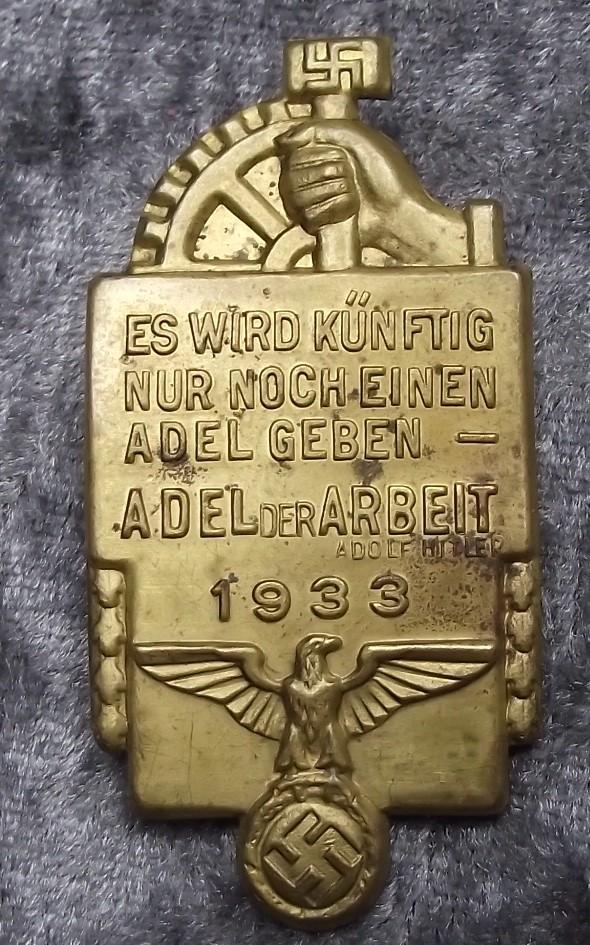 ES WIRD KÜNFTIG
NUR NOCH EINEN
ADEL GEBEN —
ADEL DER ARBEIT
ADOLF HITLER
1933